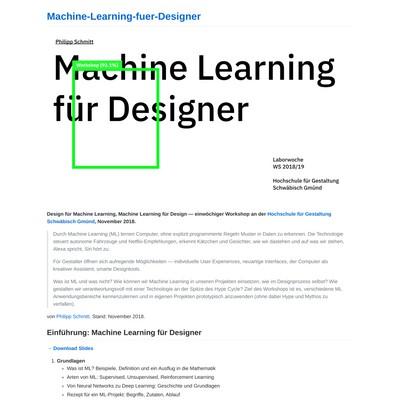 Machine-Learning-fuer-Designer
Philipp Schmitt
Machine Learning
für Designer
Workshop (92.1%)
Laborwoche
WS 2018/19
Hochschule für Gestaltung
Schwäbisch Gmünd
Design für Machine Learning, Machine Learning für Design — einwöchiger Workshop an der Hochschule für Gestaltung
Schwäbisch Gmünd, November 2018.
Durch Machine Learning (ML) lernen Computer, ohne explizit programmierte Regeln Muster in Daten zu erkennen. Die Technologie
steuert autonome Fahrzeuge und Netflix-Empfehlungen, erkennt Kätzchen und Gesichter, wie wir dastehen und auf was wir stehen,
Alexa spricht, Siri hört zu.
Für Gestalter öffnen sich aufregende Möglichkeiten — individuelle User Experiences, neuartige Interfaces, der Computer als
kreativer Assistent, smarte Designtools.
Was ist ML und was nicht? Wie können wir Machine Learning in unseren Projekten einsetzen, wie im Designprozess selbst? Wie
gestalten wir verantwortungsvoll mit einer Technologie an der Spitze des Hype Cycle? Ziel des Workshops ist es, verschiedene ML
Anwendungsbereiche kennenzulernen und in eigenen Projekten prototypisch anzuwenden (ohne dabei Hype und Mythos zu
verfallen).
von Philipp Schmitt. Stand: November 2018.
Einführung: Machine Learning für Designer
→ Download Slides
1. Grundlagen
• Was ist ML? Beispiele, Definition und ein Ausflug in die Mathematik
• Arten von ML: Supervised, Unsupervised, Reinforcement Learning
• Von Neural Networks zu Deep Learning: Geschichte und Grundlagen
• Rezept für ein ML-Projekt: Begriffe, Zutaten, Ablauf